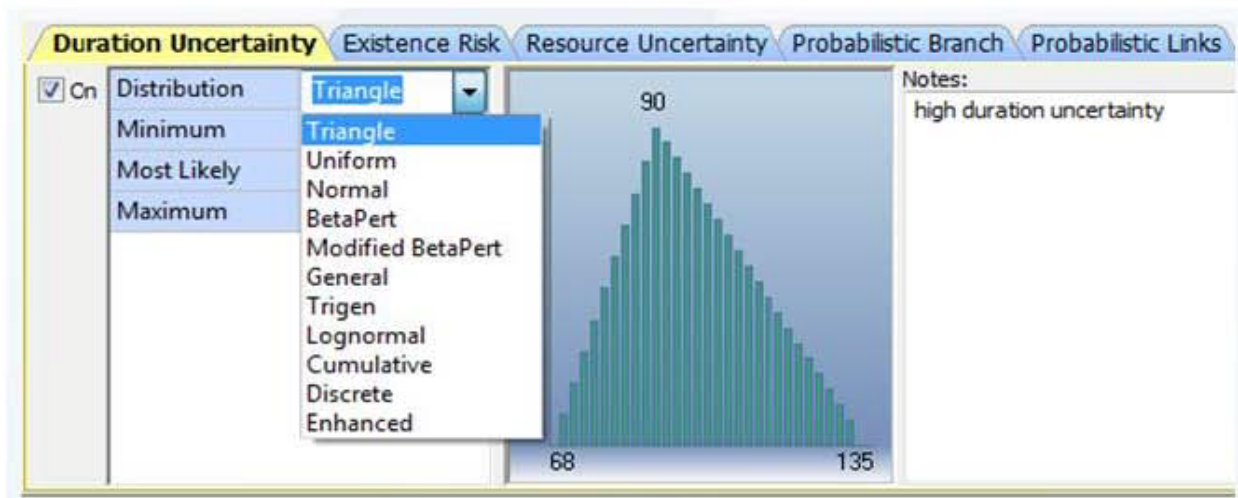 Duration Uncertainty Existence Risk Resource Uncertainty Probabilistic Branch Probabilistic Links
On Distribution Triangle
Minimum
Most Likely
Maximum
Triangle
Uniform
Normal
BetaPert
Modified BetaPert
General
Trigen
Lognormal
Cumulative
Discrete
Enhanced
90
68 135
Notes:
high duration uncertainty